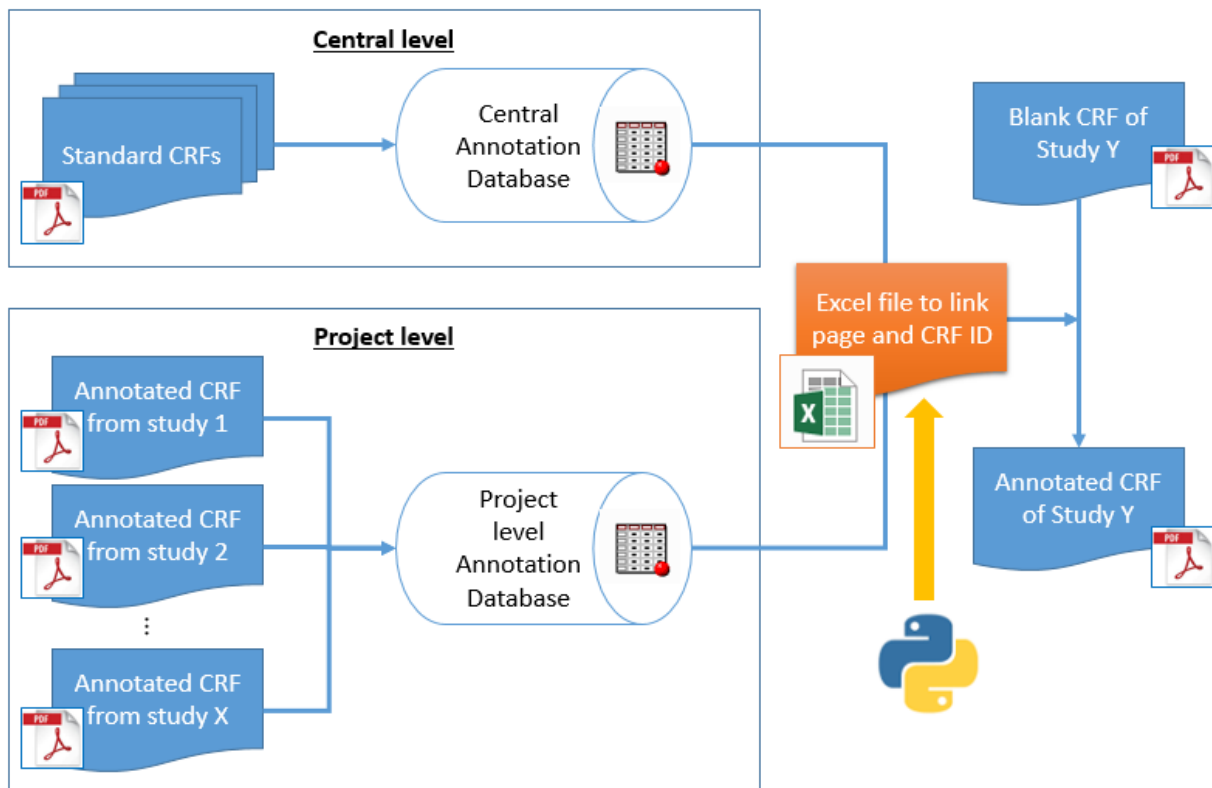 Central level
Standard CRFs
PDF
Central
Annotation
Database
Blank CRF of
Study Y
PDF
Excel file to link
page and CRF ID
X
Project level
Annotated CRF
from study 1
PDF
Annotated CRF
from study 2
PDF
...
Annotated CRF
from study X
PDF
Project
level
Annotation
Database
Annotated CRF
of Study Y
PDF